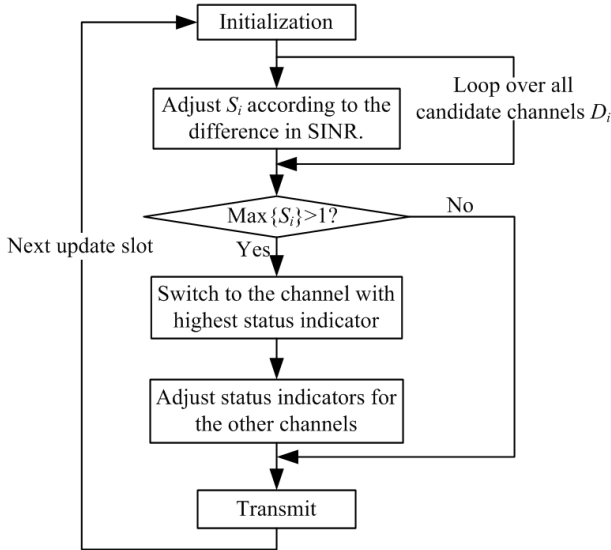 Initialization
Loop over all
candidate channels Di
Adjust Si according to the
difference in SINR.
Max{Si}>1?
No
Yes
Next update slot
Switch to the channel with
highest status indicator
Adjust status indicators for
the other channels
Transmit